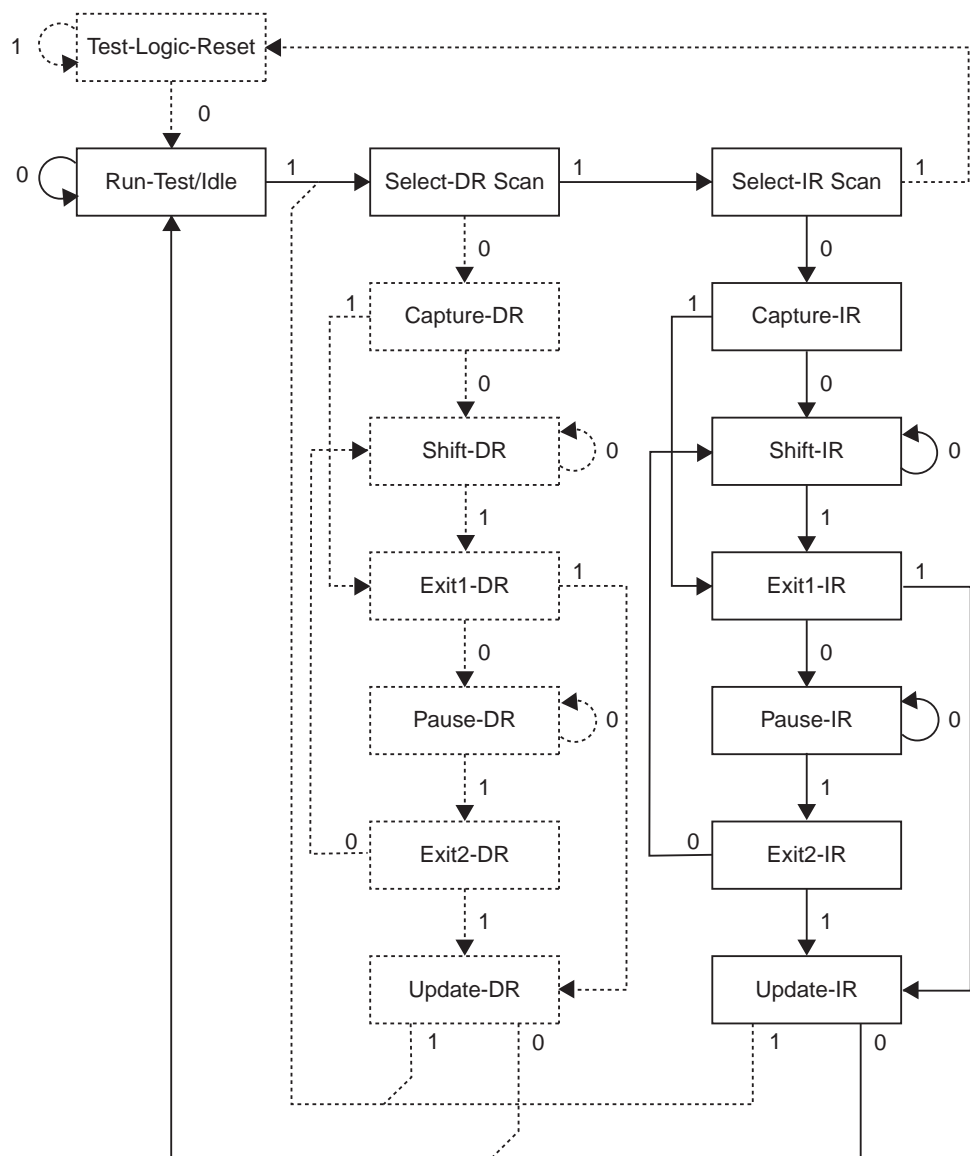 1
Test-Logic-Reset
0
0
Run-Test/Idle
1
Select-DR Scan
1
Select-IR Scan
1
0
0
1
Capture-DR
1
Capture-IR
0
0
Shift-DR
0
Shift-IR
0
1
1
Exit1-DR
1
Exit1-IR
1
0
0
Pause-DR
0
Pause-IR
0
1
1
0
Exit2-DR
0
Exit2-IR
1
1
Update-DR
Update-IR
1
0
1
0